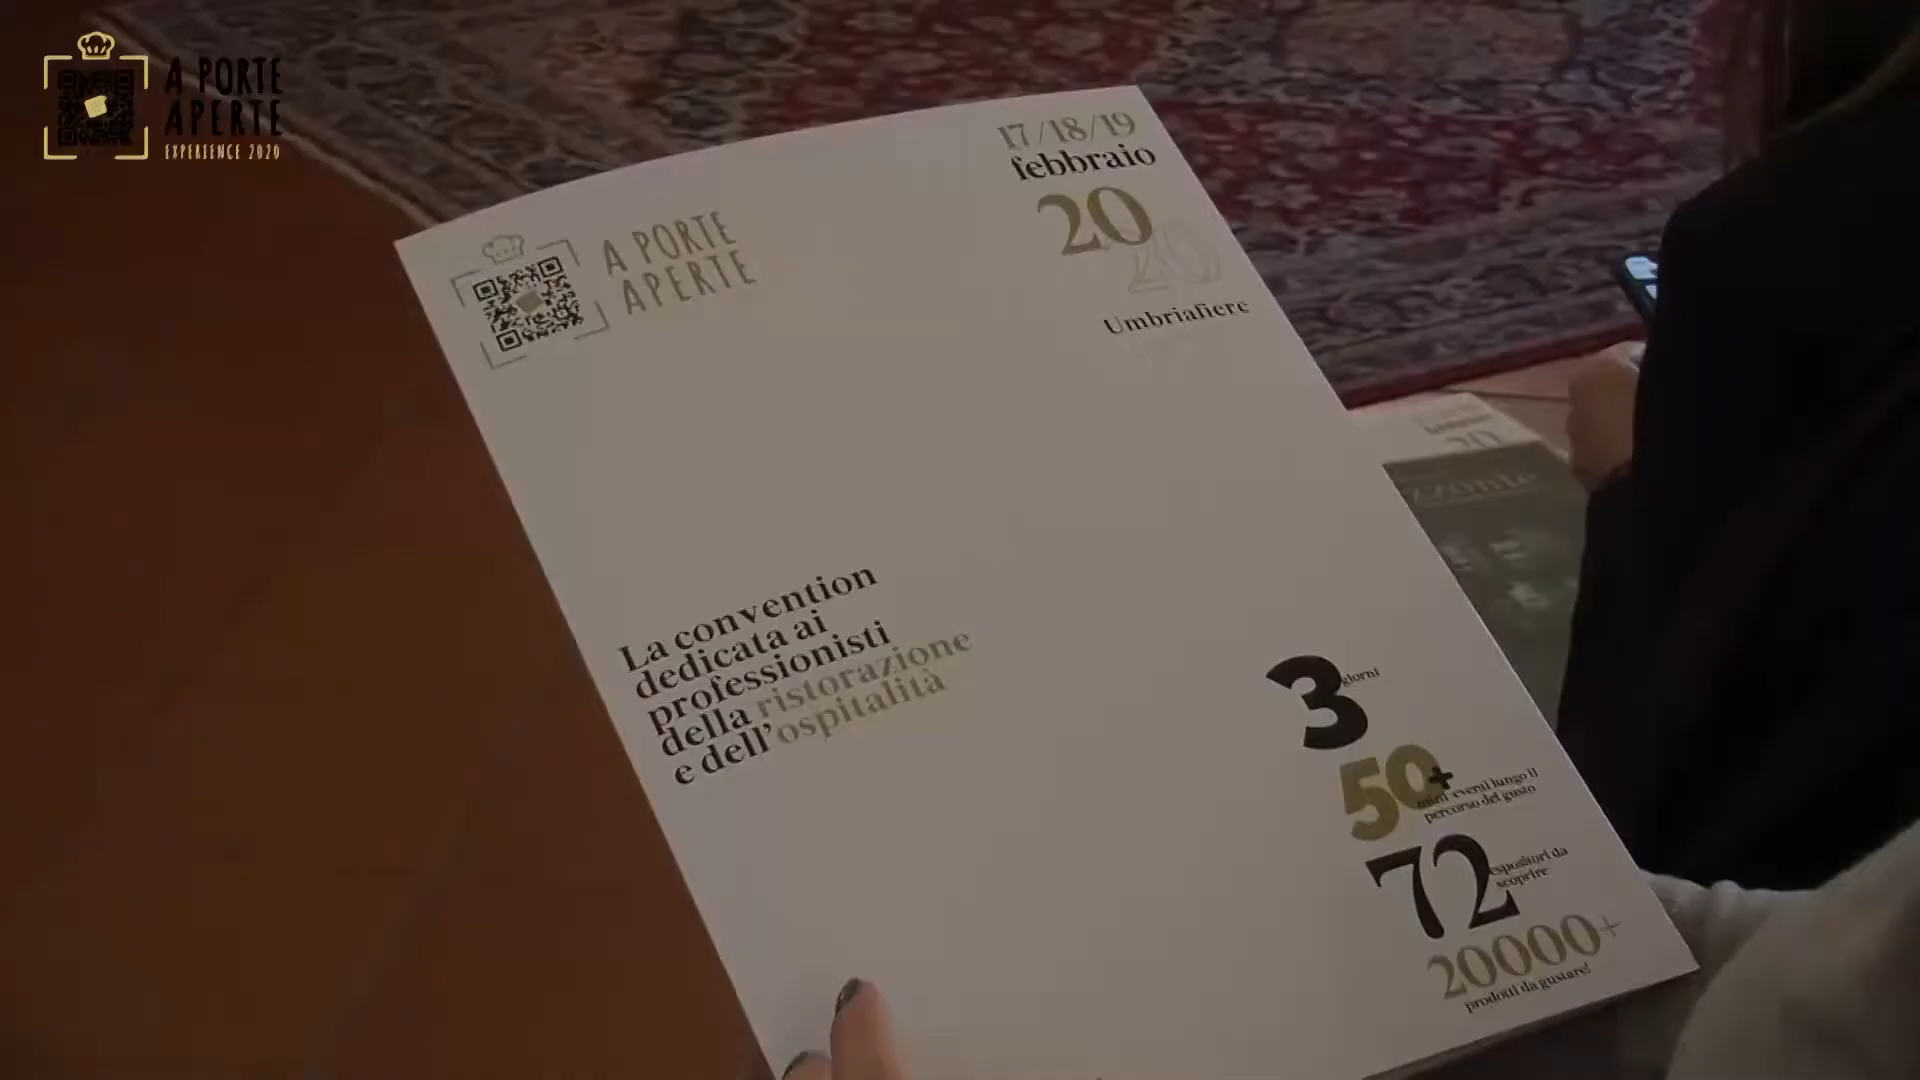 A PORTE
APERTE
EXPERIENCE 2020
17/18/19
febbraio
20
20
Umbriafiere
A PORTE
APERTE
La convention
dedicata ai
professionisti
della ristorazione
e dell'ospitalità
3 giorni
50+
eventi lungo il
percorso del gusto
72 espositori da
scoprire
20000+
prodotti da gustare!